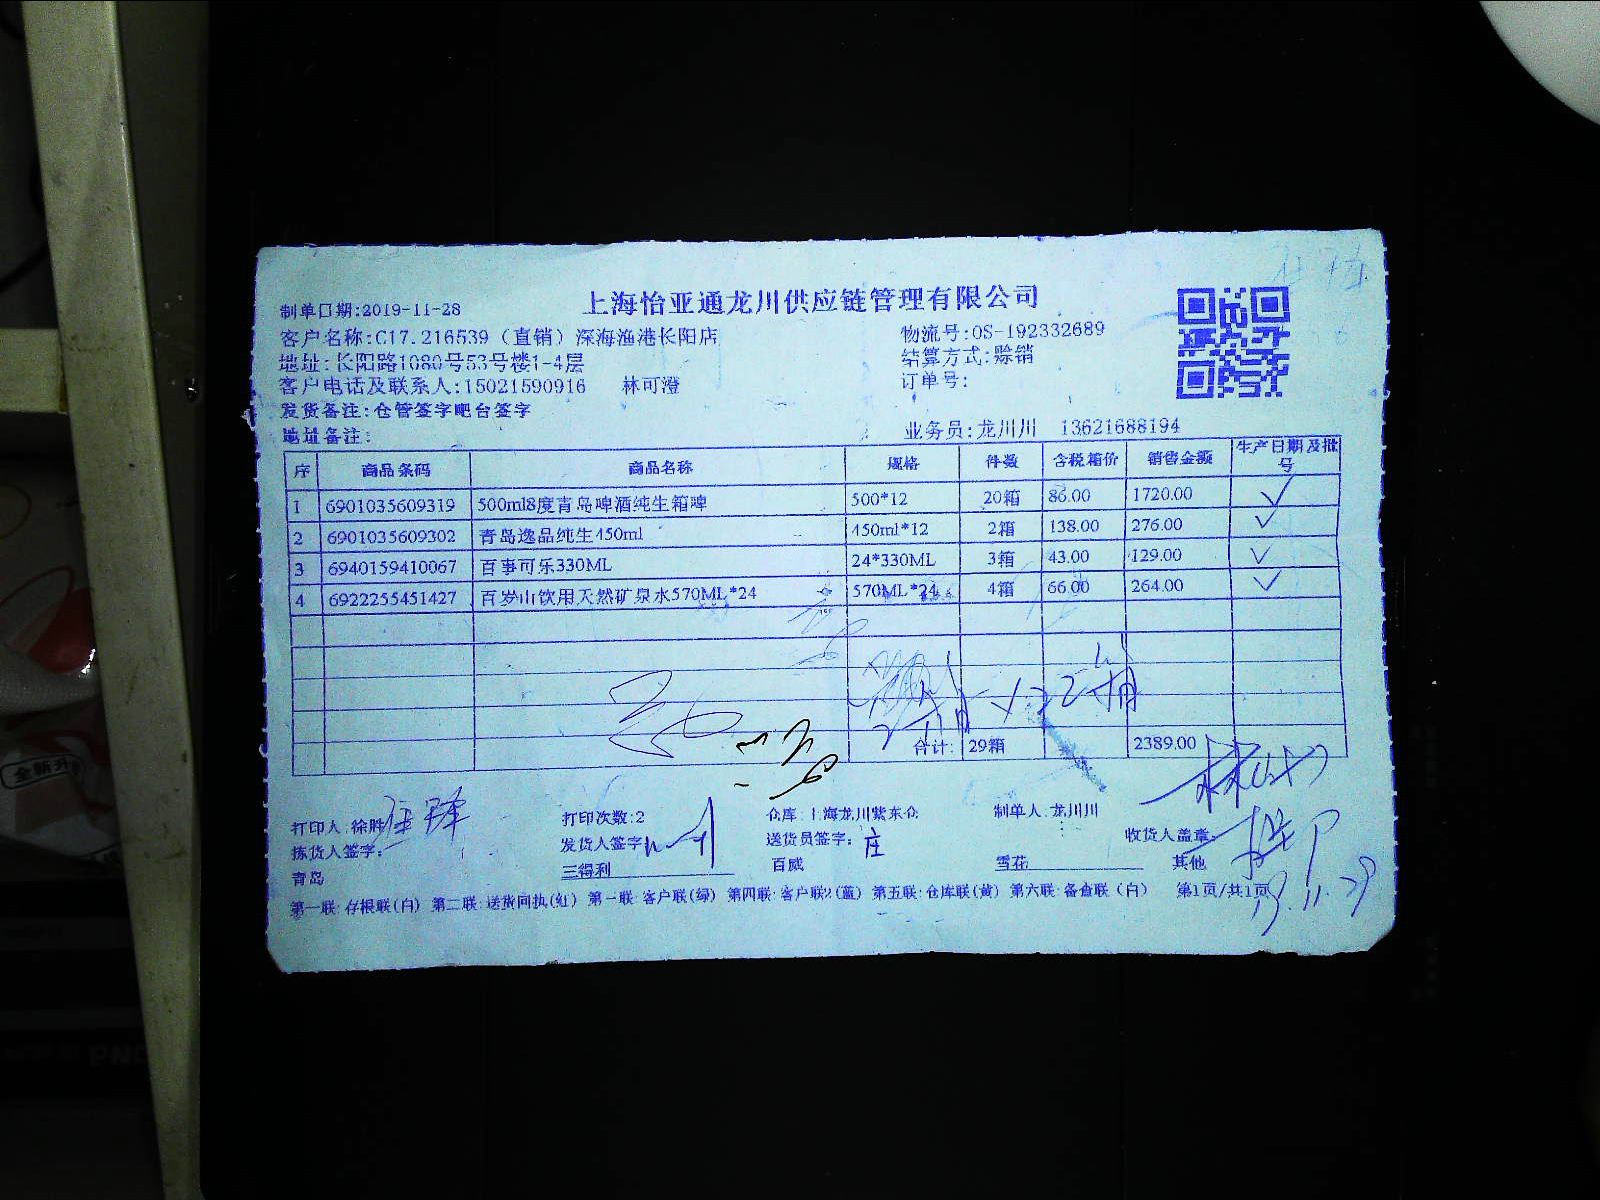 上海怡亚通龙川供应链管理有限公司
制单日期:2019-11-28
客户名称:C17.216539（直销）深海渔港长阳店 物流号:OS-192332689
地址:长阳路1080号53号楼1-4层 结算方式:赊销
客户电话及联系人:15021590916 林可澄 订单号:
发货备注:仓管签字吧台签字
地址备注: 业务员:龙川川 13621688194
序 商品条码 商品名称 规格 件数 含税箱价 销售金额 生产日期及批号
1 6901035609319 500ml8度青岛啤酒纯生箱啤 500*12 20箱 86.00 1720.00
2 6901035609302 青岛逸品纯生450ml 450ml*12 2箱 138.00 276.00
3 6940159410067 百事可乐330ML 24*330ML 3箱 43.00 129.00
4 6922255451427 百岁山饮用天然矿泉水570ML*24 570ML*24 4箱 66.00 264.00
合计: 29箱 2389.00
打印人:徐胜 打印次数:2 仓库:上海龙川紫东仓 制单人:龙川川
拣货人签字: 发货人签字: 送货员签字: 庄 收货人盖章:
青岛 三得利 百威 雪花 其他
第一联:存根联(白) 第二联:送货回执(红) 第一联:客户联(绿) 第四联:客户联2(蓝) 第五联:仓库联(黄) 第六联:备查联(白) 第1页/共1页
19.11.29
全新升